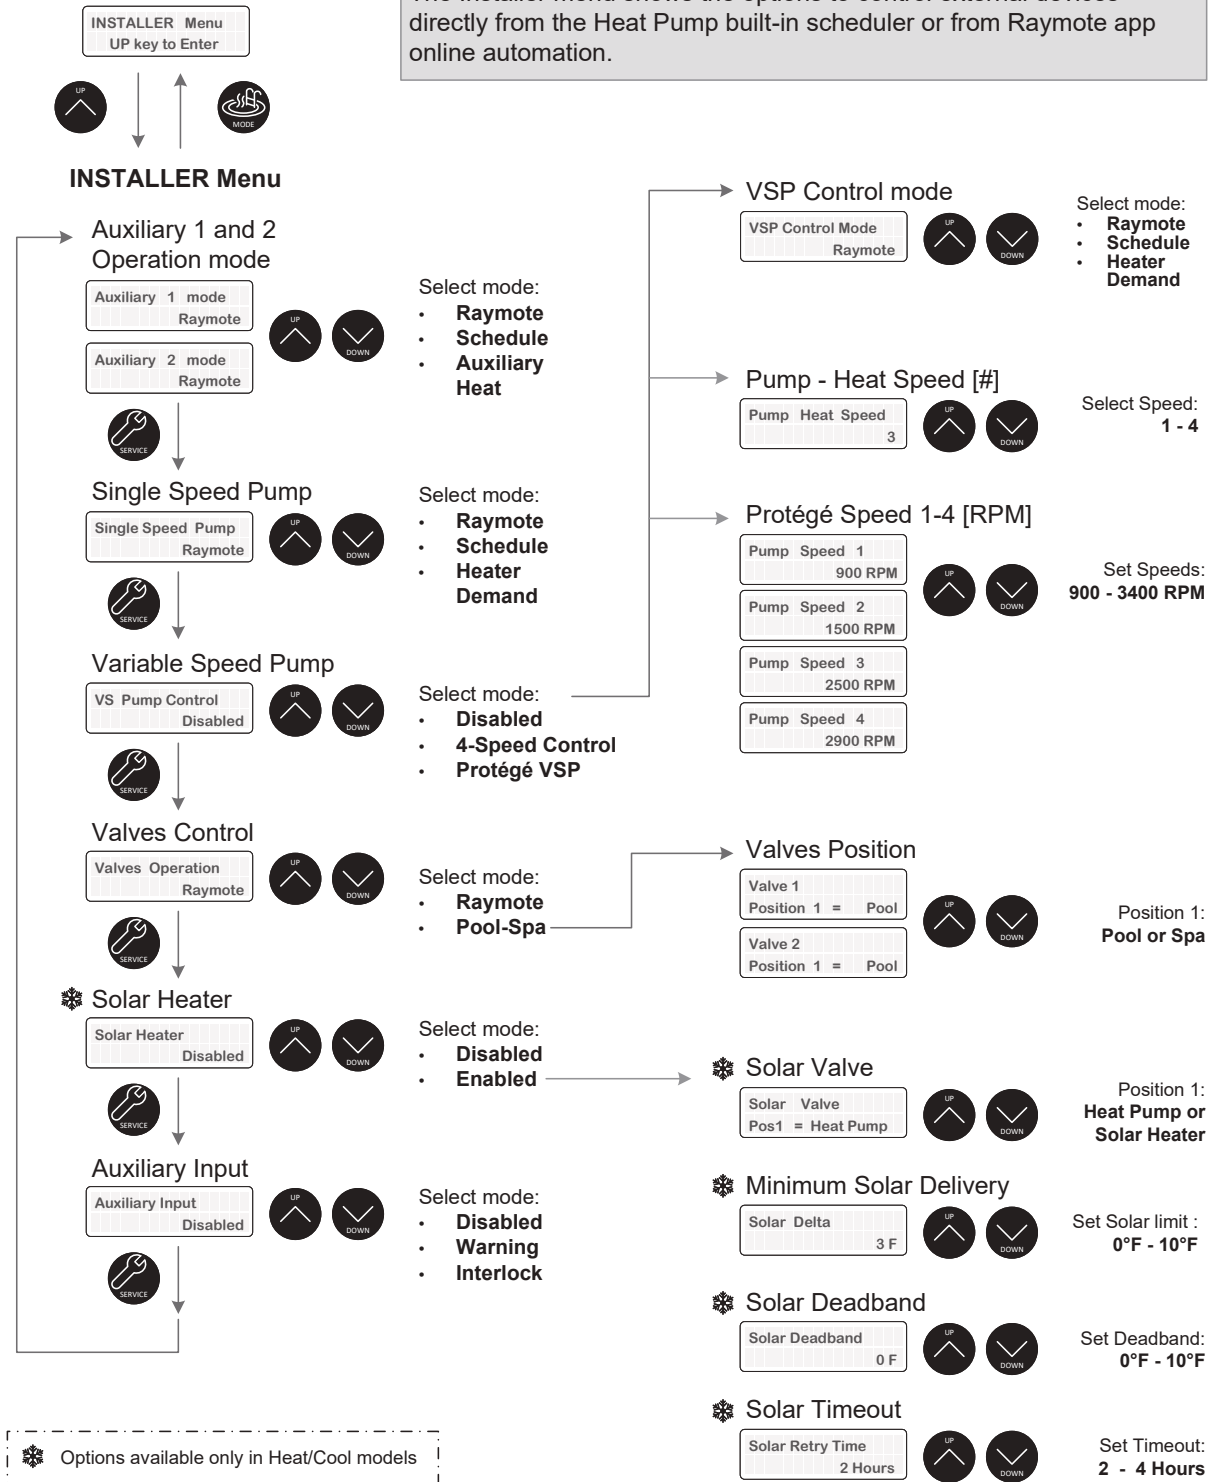 INSTALLER Menu
UP key to Enter
directly from the Heat Pump built-in scheduler or from Raymote app
online automation.
UP
MODE
INSTALLER Menu
Auxiliary 1 and 2
Operation mode
Auxiliary 1 mode
Raymote
Auxiliary 2 mode
Raymote
UP
DOWN
Select mode:
• Raymote
• Schedule
• Auxiliary
Heat
SERVICE
Single Speed Pump
Single Speed Pump
Raymote
UP
DOWN
Select mode:
• Raymote
• Schedule
• Heater
Demand
SERVICE
Variable Speed Pump
VS Pump Control
Disabled
UP
DOWN
Select mode:
• Disabled
• 4-Speed Control
• Protégé VSP
SERVICE
Valves Control
Valves Operation
Raymote
UP
DOWN
Select mode:
• Raymote
• Pool-Spa
SERVICE
Solar Heater
Solar Heater
Disabled
UP
DOWN
Select mode:
• Disabled
• Enabled
SERVICE
Auxiliary Input
Auxiliary Input
Disabled
UP
DOWN
Select mode:
• Disabled
• Warning
• Interlock
SERVICE
Options available only in Heat/Cool models
VSP Control mode
VSP Control Mode
Raymote
UP
DOWN
Select mode:
• Raymote
• Schedule
• Heater
Demand
Pump - Heat Speed [#]
Pump Heat Speed
3
UP
DOWN
Select Speed:
1 - 4
Protégé Speed 1-4 [RPM]
Pump Speed 1
900 RPM
Pump Speed 2
1500 RPM
Pump Speed 3
2500 RPM
Pump Speed 4
2900 RPM
UP
DOWN
Set Speeds:
900 - 3400 RPM
Valves Position
Valve 1
Position 1 = Pool
Valve 2
Position 1 = Pool
UP
DOWN
Position 1:
Pool or Spa
Solar Valve
Solar Valve
Pos1 = Heat Pump
UP
DOWN
Position 1:
Heat Pump or
Solar Heater
Minimum Solar Delivery
Solar Delta
3 F
UP
DOWN
Set Solar limit :
0°F - 10°F
Solar Deadband
Solar Deadband
0 F
UP
DOWN
Set Deadband:
0°F - 10°F
Solar Timeout
Solar Retry Time
2 Hours
UP
DOWN
Set Timeout:
2 - 4 Hours